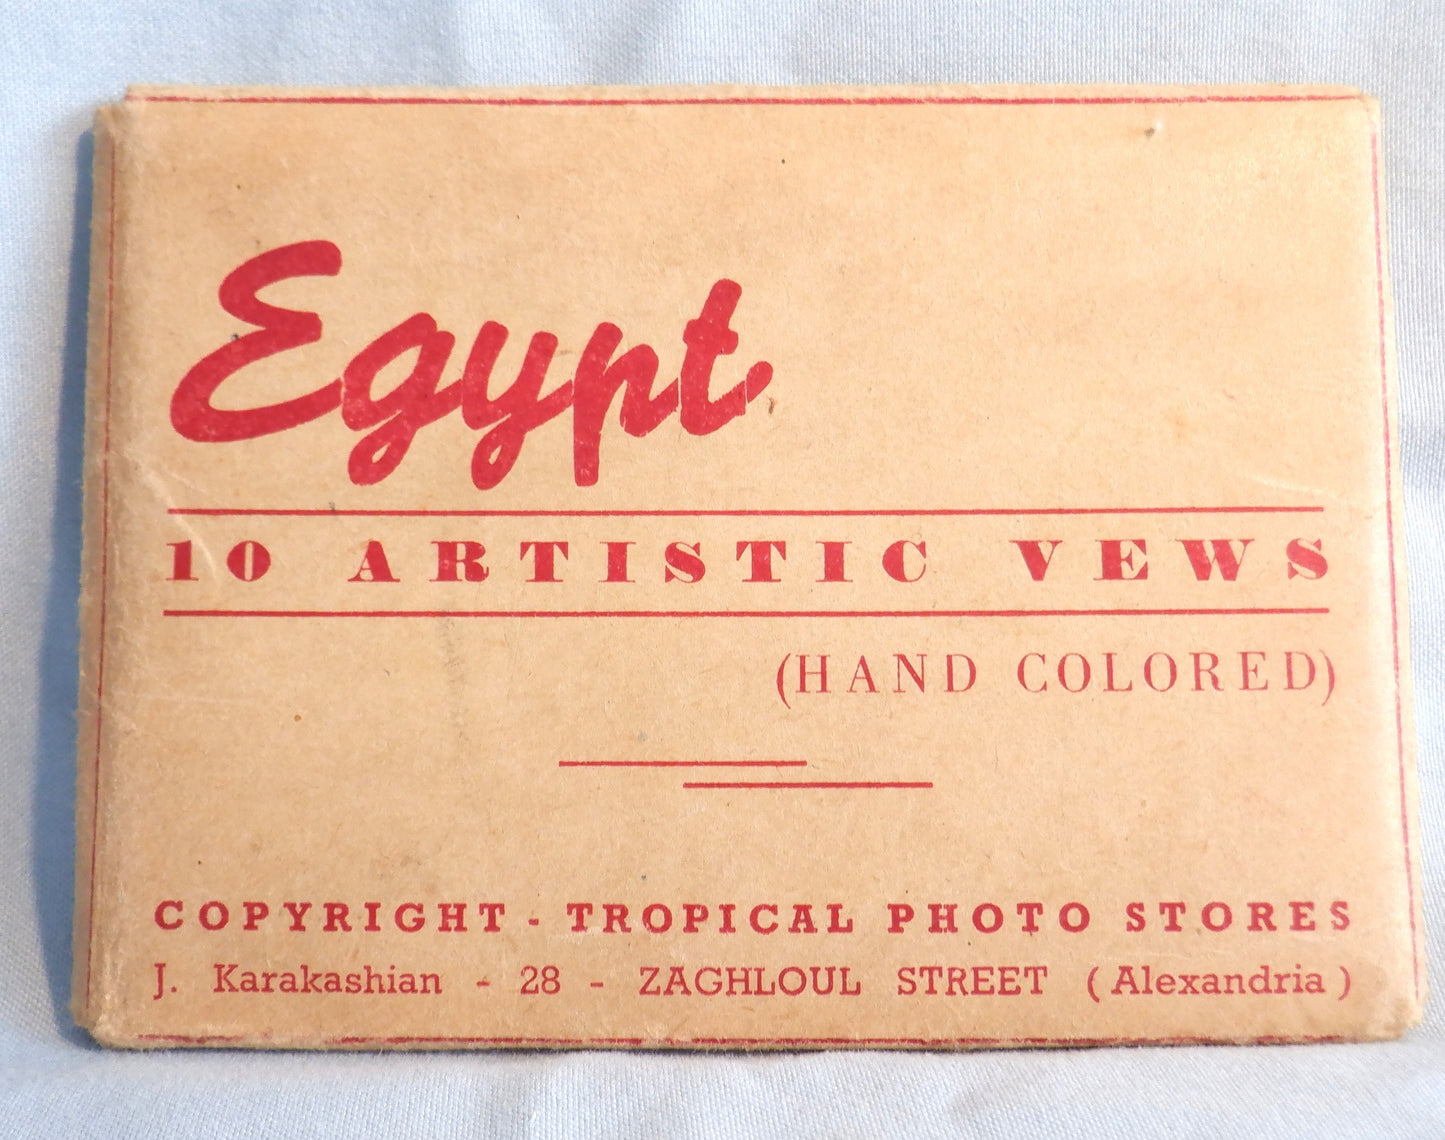 Egypt
10 ARTISTIC VEWS
(HAND COLORED)
COPYRIGHT - TROPICAL PHOTO STORES
J. Karakashian - 28 - ZAGHLOUL STREET (Alexandria)